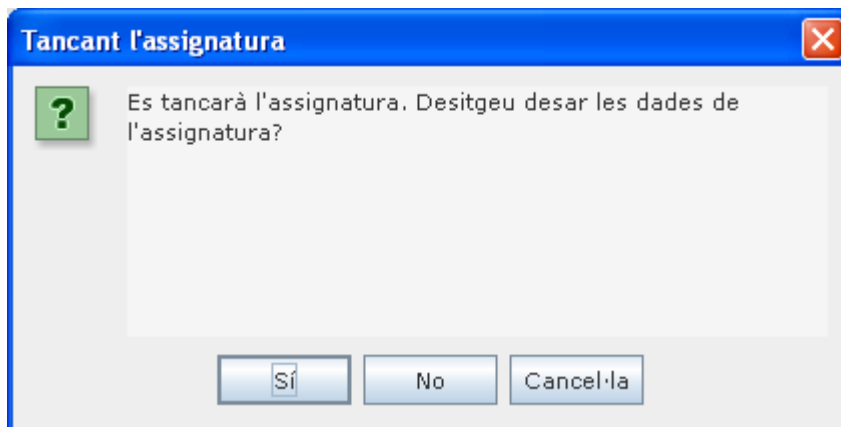 Tancant l'assignatura
Es tancarà l'assignatura. Desitgeu desar les dades de
l'assignatura?
Sí
No
Cancel·la